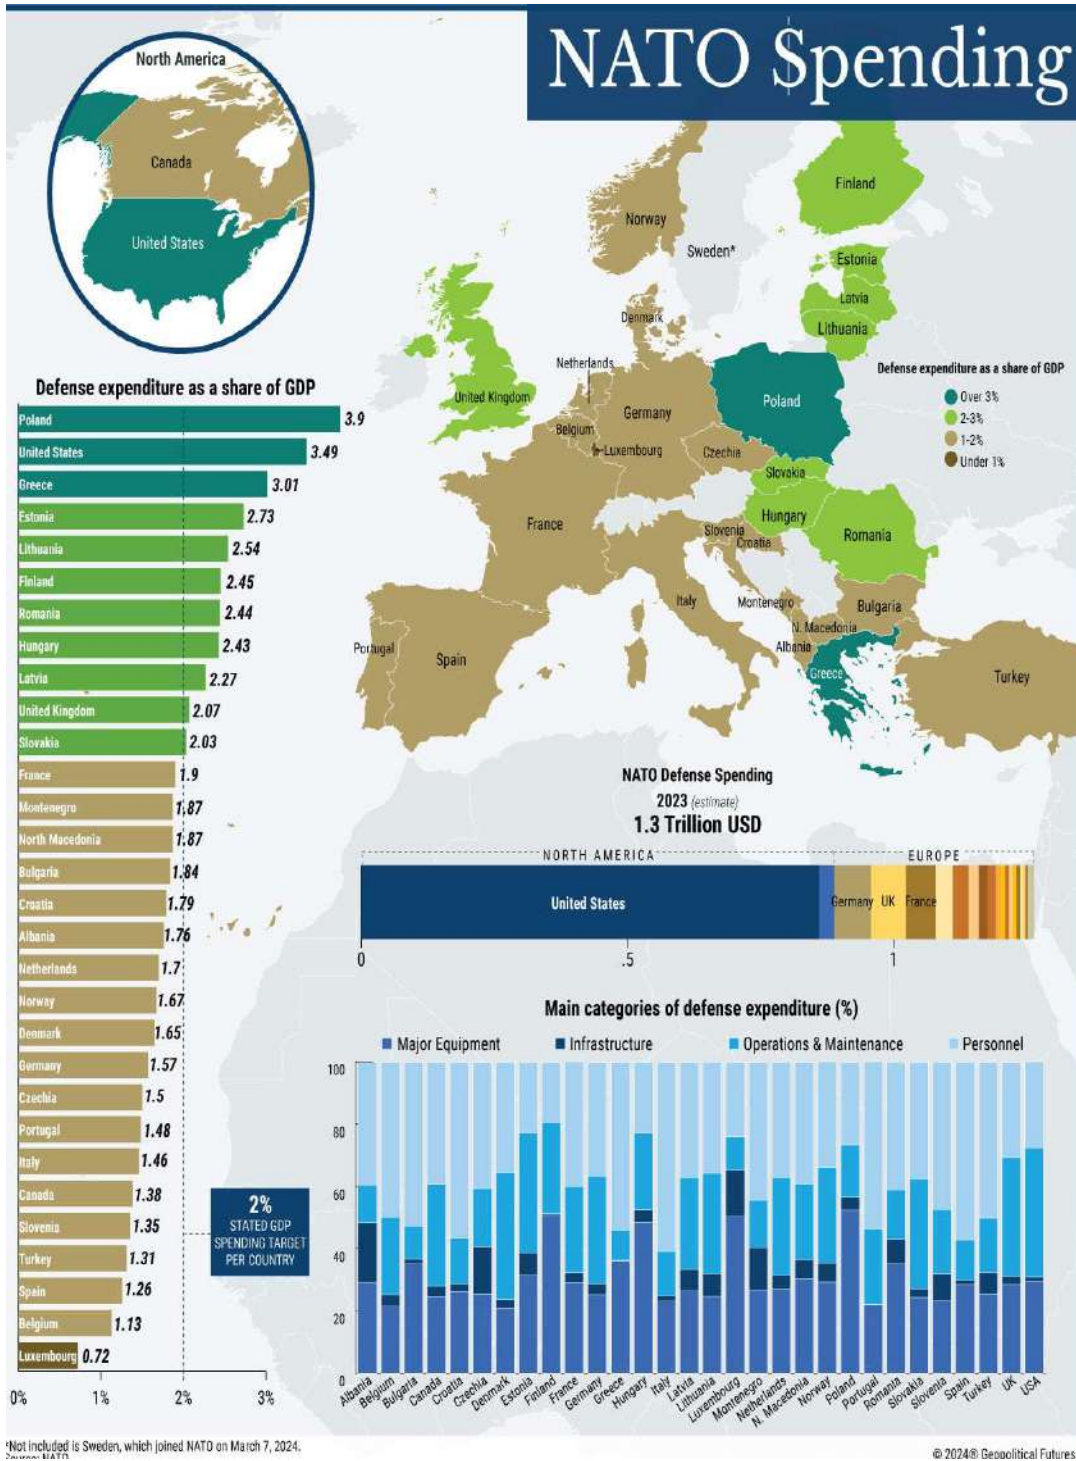 NATO $pending
North America
Canada
United States
Finland
Norway
Sweden*
Estonia
Latvia
Lithuania
Denmark
Netherlands
United Kingdom
Belgium
Luxembourg
Germany
Poland
Czechia
Slovakia
France
Hungary
Slovenia
Croatia
Romania
Italy
Montenegro
Bulgaria
N. Macedonia
Albania
Portugal
Spain
Greece
Turkey
Defense expenditure as a share of GDP
Over 3%
2-3%
1-2%
Under 1%
Defense expenditure as a share of GDP
Poland 3.9
United States 3.49
Greece 3.01
Estonia 2.73
Lithuania 2.54
Finland 2.45
Romania 2.44
Hungary 2.43
Latvia 2.27
United Kingdom 2.07
Slovakia 2.03
France 1.9
Montenegro 1.87
North Macedonia 1.87
Bulgaria 1.84
Croatia 1.79
Albania 1.76
Netherlands 1.7
Norway 1.67
Denmark 1.65
Germany 1.57
Czechia 1.5
Portugal 1.48
Italy 1.46
Canada 1.38
Slovenia 1.35
Turkey 1.31
Spain 1.26
Belgium 1.13
Luxembourg 0.72
0% 1% 2% 3%
2%
STATED GDP
SPENDING TARGET
PER COUNTRY
NATO Defense Spending
2023 (estimate)
1.3 Trillion USD
NORTH AMERICA EUROPE
United States Germany UK France
0 .5 1
Main categories of defense expenditure (%)
Major Equipment Infrastructure Operations & Maintenance Personnel
100
80
60
40
20
0
Albania Belgium Bulgaria Canada Croatia Czechia Denmark Estonia Finland France Germany Greece Hungary Italy Latvia Lithuania Luxembourg Montenegro Netherlands N. Macedonia Norway Poland Portugal Romania Slovakia Slovenia Spain Turkey UK USA
*Not included is Sweden, which joined NATO on March 7, 2024.
Source: NATO
© 2024® Geopolitical Futures